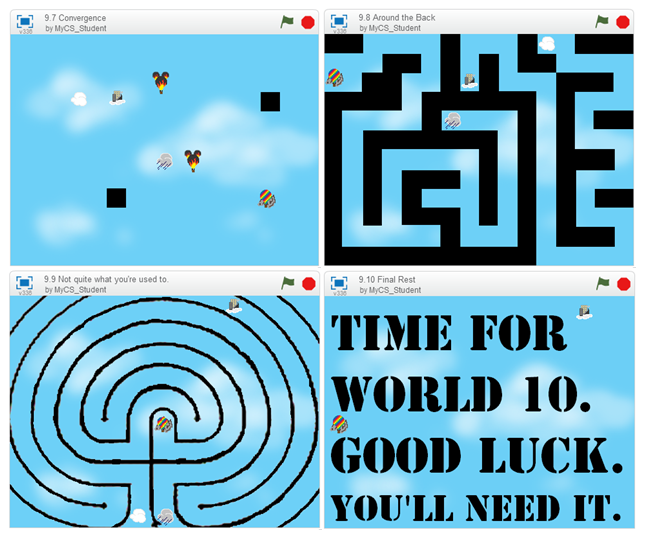 9.7 Convergence
by MyCS_Student
v338
9.8 Around the Back
by MyCS_Student
v338
9.9 Not quite what you're used to.
by MyCS_Student
v338
9.10 Final Rest
by MyCS_Student
v338
TIME FOR
WORLD 10.
GOOD LUCK.
YOU'LL NEED IT.